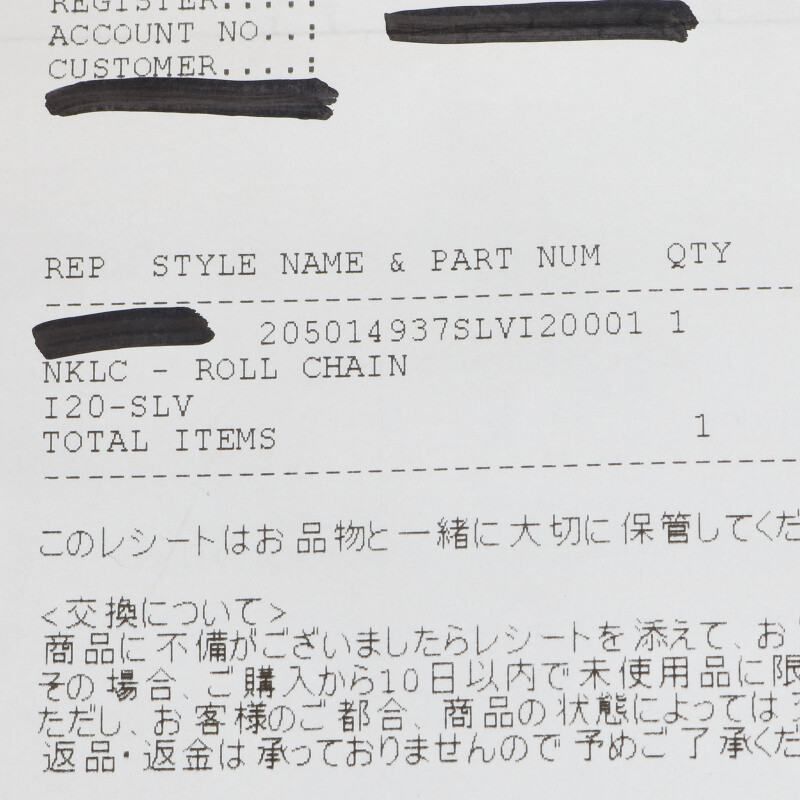 REGISTER....:
ACCOUNT NO..:
CUSTOMER....:
REP STYLE NAME & PART NUM QTY
205014937SLVI20001 1
NKLC - ROLL CHAIN
I20-SLV
TOTAL ITEMS 1
このレシートはお品物と一緒に大切に保管してくだ
<交換について>
商品に不備がございましたらレシートを添えて、お
その場合、ご購入から10日以内で未使用品に限
ただし、お客様のご都合、商品の状態によっては
返品・返金は承っておりませんので予めご了承くだ